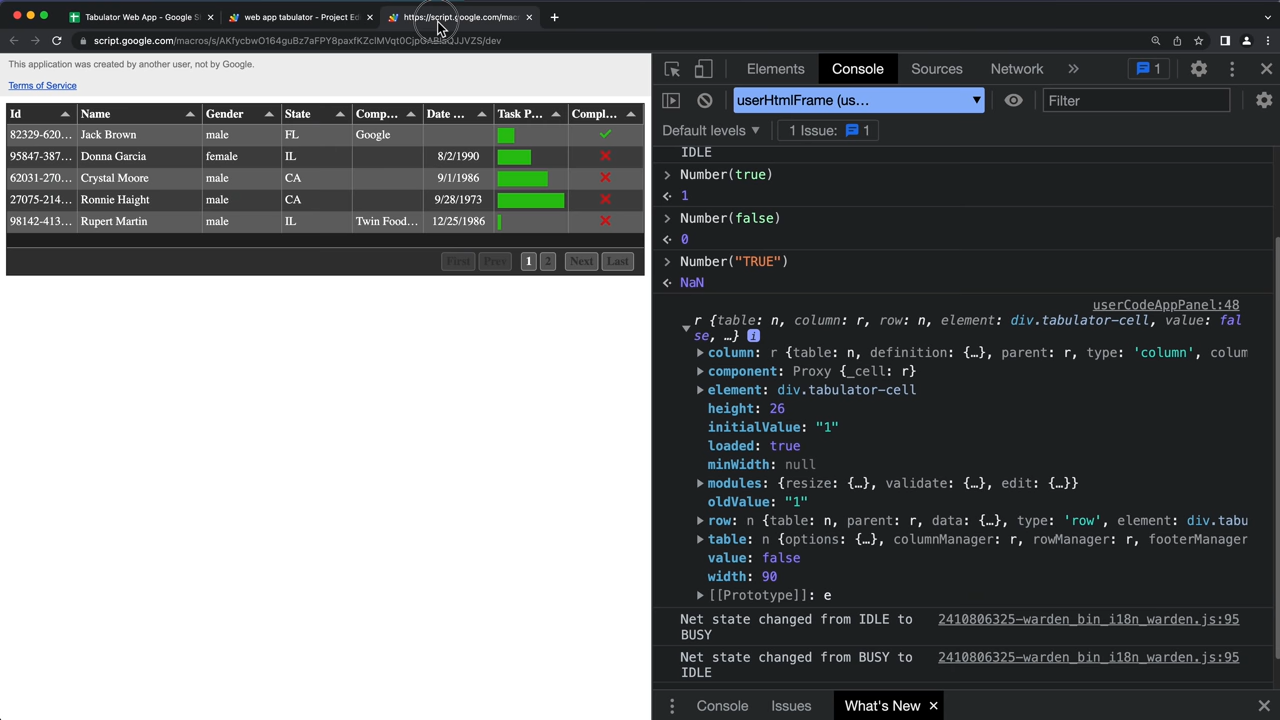 Tabulator Web App - Google Sh
web app tabulator - Project Edi
https://script.google.com/macr
script.google.com/macros/s/
This application was created by another user, not by Google.
Terms of Service
Id Name Gender State Comp... Date ... Task P... Compl...
82329-620... Jack Brown male FL Google
95847-387... Donna Garcia female IL 8/2/1990
62031-270... Crystal Moore male CA 9/1/1986
27075-214... Ronnie Haight male CA 9/28/1973
98142-413... Rupert Martin male IL Twin Food... 12/25/1986
First Prev 1 2 Next Last
Elements Console Sources Network » 1
userHtmlFrame (us... Filter
Default levels 1 Issue: 1
IDLE
Number(true)
1
Number(false)
0
Number("TRUE")
NaN
userCodeAppPanel:48
r {table: n, column: r, row: n, element: div.tabulator-cell, value: fal
se, …} i
column: r {table: n, definition: {…}, parent: r, type: 'column', colum
component: Proxy {_cell: r}
element: div.tabulator-cell
height: 26
initialValue: "1"
loaded: true
minWidth: null
modules: {resize: {…}, validate: {…}, edit: {…}}
oldValue: "1"
row: n {table: n, parent: r, data: {…}, type: 'row', element: div.tabu
table: n {options: {…}, columnManager: r, rowManager: r, footerManager
value: false
width: 90
[[Prototype]]: e
Net state changed from IDLE to 2410806325-warden_bin_i18n_warden.js:95
BUSY
Net state changed from BUSY to 2410806325-warden_bin_i18n_warden.js:95
IDLE
Console Issues What's New